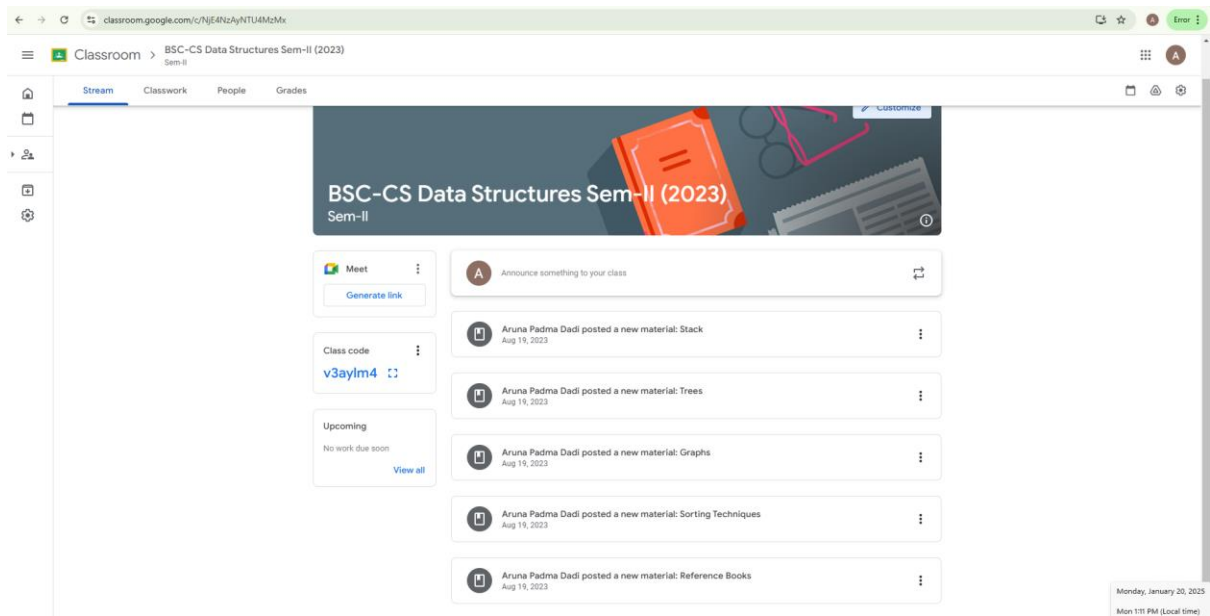 classroom.google.com/c/NjE4NzAyNTU4MzMx
Error
Classroom > BSC-CS Data Structures Sem-II (2023)
Sem-II
A
Stream Classwork People Grades
Customize
BSC-CS Data Structures Sem-II (2023)
Sem-II
Meet
Generate link
Class code
v3aylm4
Upcoming
No work due soon
View all
A
Announce something to your class
Aruna Padma Dadi posted a new material: Stack
Aug 19, 2023
Aruna Padma Dadi posted a new material: Trees
Aug 19, 2023
Aruna Padma Dadi posted a new material: Graphs
Aug 19, 2023
Aruna Padma Dadi posted a new material: Sorting Techniques
Aug 19, 2023
Aruna Padma Dadi posted a new material: Reference Books
Aug 19, 2023
Monday, January 20, 2025
Mon 1:11 PM (Local time)